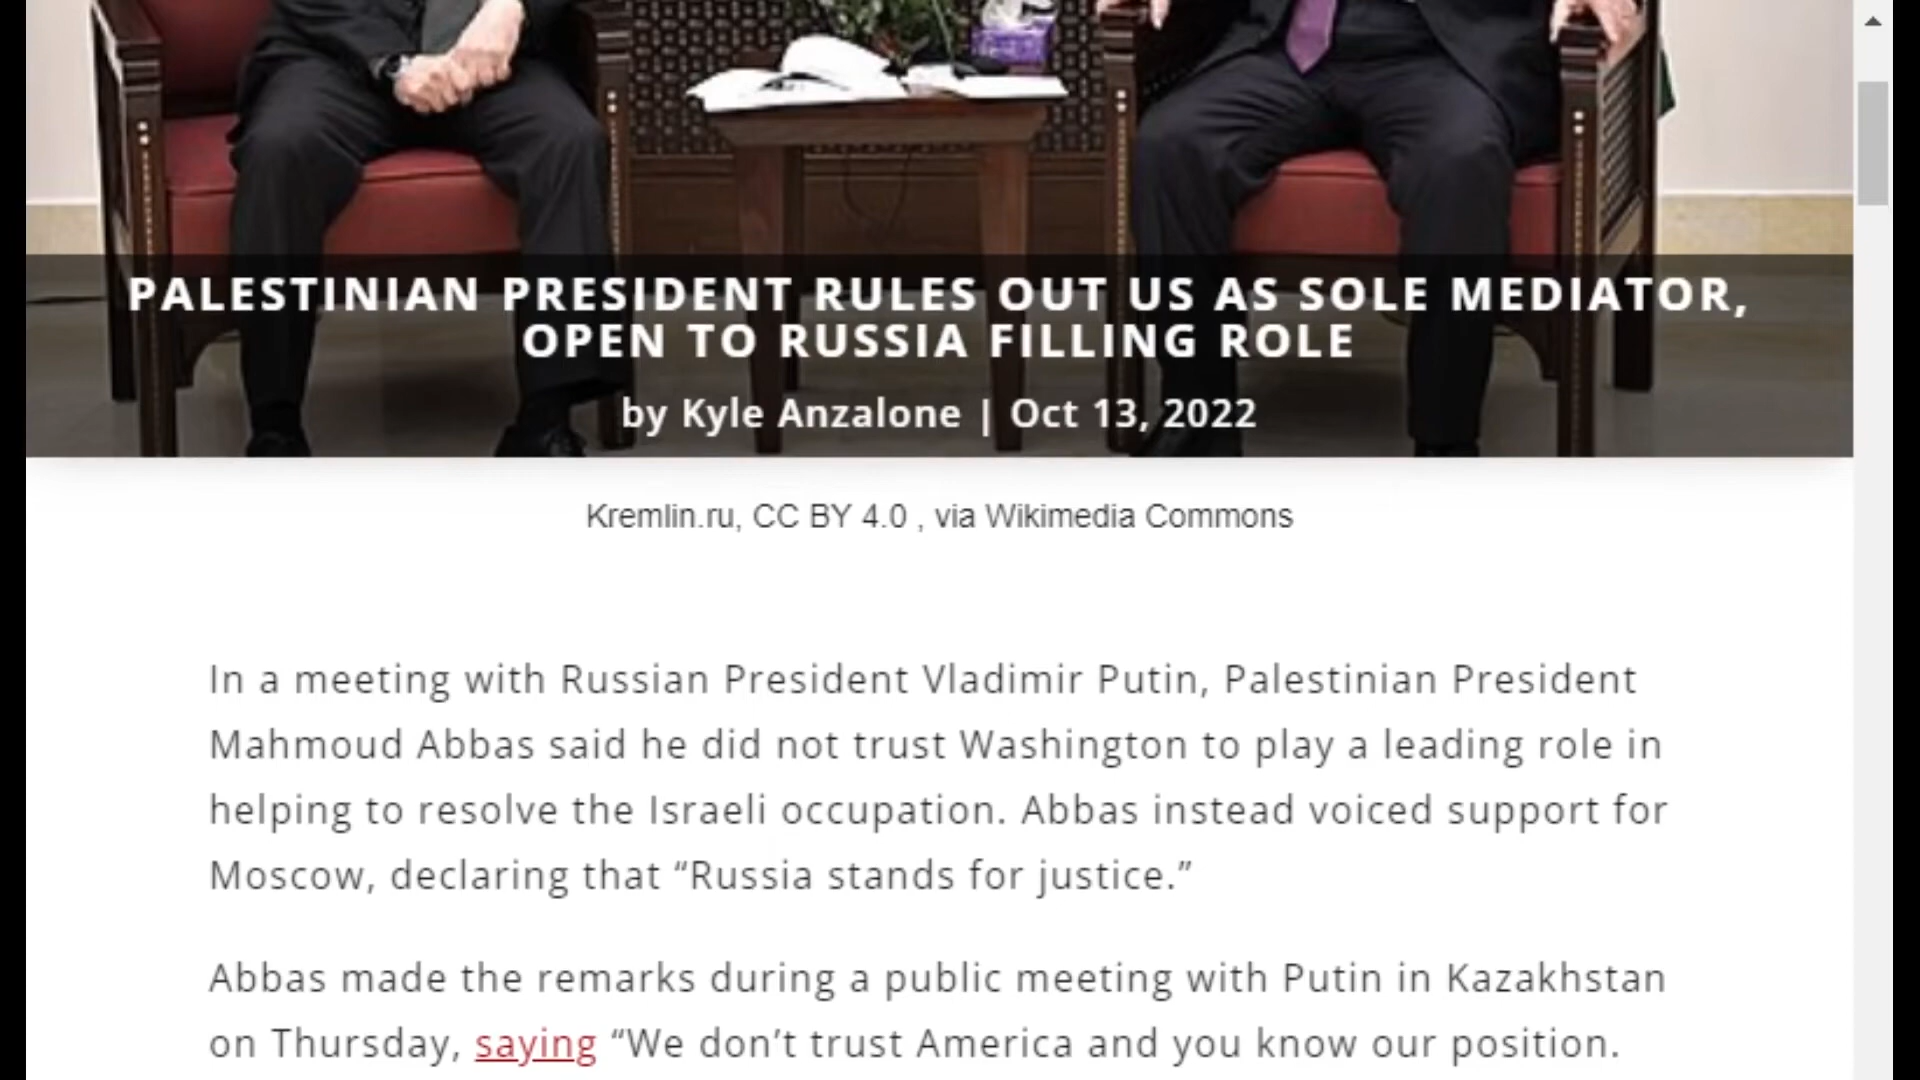 PALESTINIAN PRESIDENT RULES OUT US AS SOLE MEDIATOR,
OPEN TO RUSSIA FILLING ROLE
by Kyle Anzalone | Oct 13, 2022
Kremlin.ru, CC BY 4.0 , via Wikimedia Commons
In a meeting with Russian President Vladimir Putin, Palestinian President
Mahmoud Abbas said he did not trust Washington to play a leading role in
helping to resolve the Israeli occupation. Abbas instead voiced support for
Moscow, declaring that “Russia stands for justice.”
Abbas made the remarks during a public meeting with Putin in Kazakhstan
on Thursday, saying “We don’t trust America and you know our position.